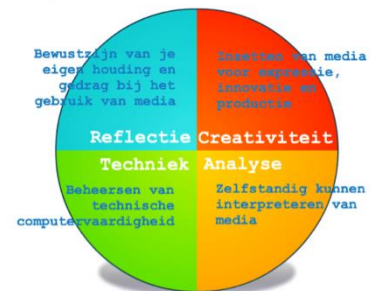 Bewustzijn van je
eigen houding en
gedrag bij het
gebruik van media
Inzetten van media
voor expressie,
innovatie en
productie
Reflectie
Creativiteit
Techniek
Analyse
Beheersen van
technische
computervaardigheid
Zelfstandig kunnen
interpreteren van
media